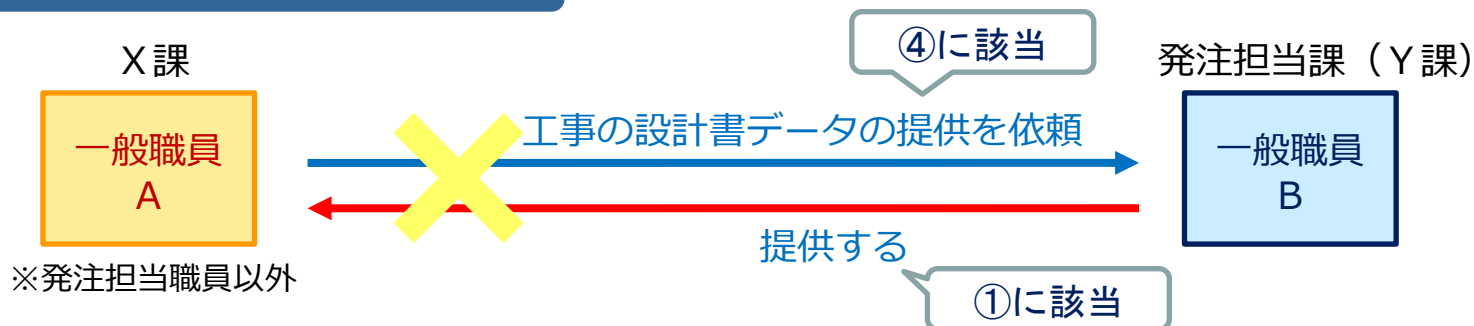 ④に該当
X課
発注担当課（Y課）
工事の設計書データの提供を依頼
一般職員
A
一般職員
B
提供する
※発注担当職員以外
①に該当